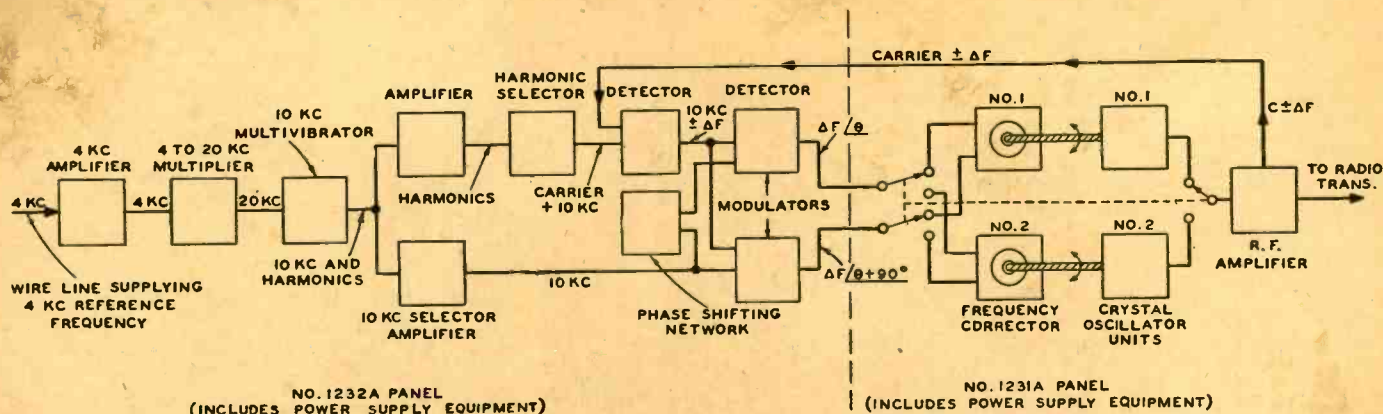 CARRIER ± ΔF
HARMONIC
SELECTOR
AMPLIFIER
DETECTOR
DETECTOR
10 KC
± ΔF
10 KC
MULTIVIBRATOR
4 TO 20 KC
MULTIPLIER
4 KC
AMPLIFIER
4 KC
4 KC
20KC
HARMONICS
CARRIER
+ 10 KC
MODULATORS
ΔF/θ
ΔF/θ+90°
10 KC AND
HARMONICS
10 KC
WIRE LINE SUPPLYING
4 KC REFERENCE
FREQUENCY
10 KC SELECTOR
AMPLIFIER
PHASE SHIFTING
NETWORK
NO.1
NO.1
C±ΔF
TO RADIO
TRANS.
NO.2
NO.2
R. F.
AMPLIFIER
FREQUENCY
CORRECTOR
CRYSTAL
OSCILLATOR
UNITS
NO. 1232A PANEL
(INCLUDES POWER SUPPLY EQUIPMENT)
NO. 1231A PANEL
(INCLUDES POWER SUPPLY EQUIPMENT)